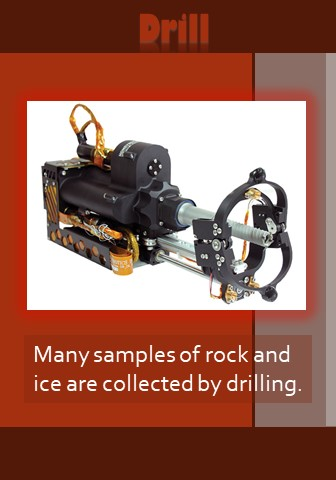 Drill
Many samples of rock and
ice are collected by drilling.